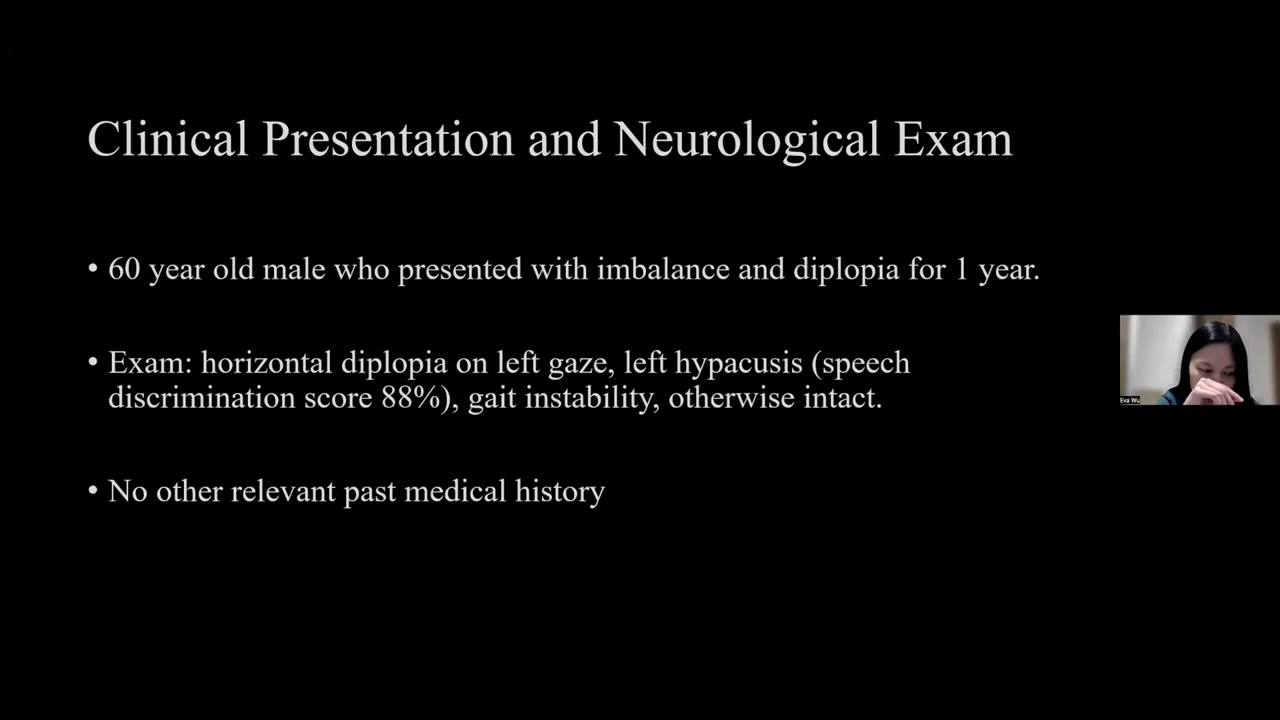 Clinical Presentation and Neurological Exam
• 60 year old male who presented with imbalance and diplopia for 1 year.
• Exam: horizontal diplopia on left gaze, left hypacusis (speech
discrimination score 88%), gait instability, otherwise intact.
• No other relevant past medical history
Eva Wu